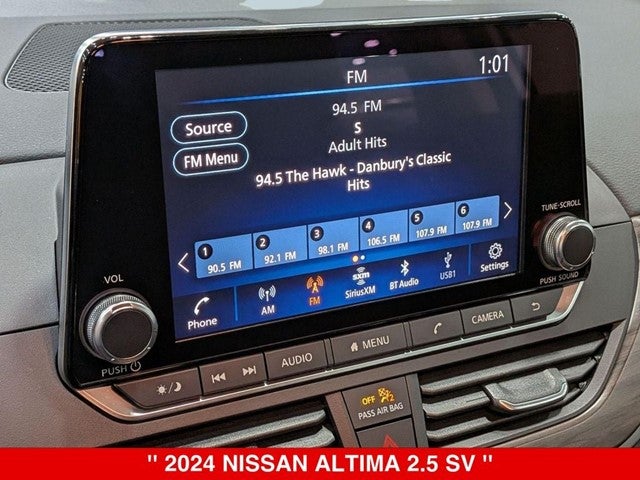 FM
1:01
94.5 FM
S
Adult Hits
94.5 The Hawk - Danbury's Classic
Hits
Source
FM Menu
1 90.5 FM
2 92.1 FM
3 98.1 FM
4 106.5 FM
5 107.9 FM
6 107.9 FM
Phone
AM
FM
sxm
SiriusXM
BT Audio
USB1
Settings
VOL
PUSH
TUNE·SCROLL
PUSH·SOUND
AUDIO
MENU
CAMERA
OFF 2
PASS AIR BAG
" 2024 NISSAN ALTIMA 2.5 SV "